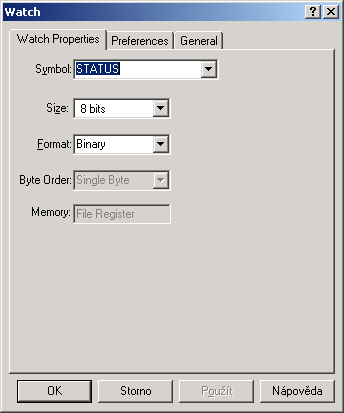 Watch
Watch Properties Preferences General
Symbol: STATUS
Size: 8 bits
Format: Binary
Byte Order: Single Byte
Memory: File Register
OK Storno Použít Nápověda